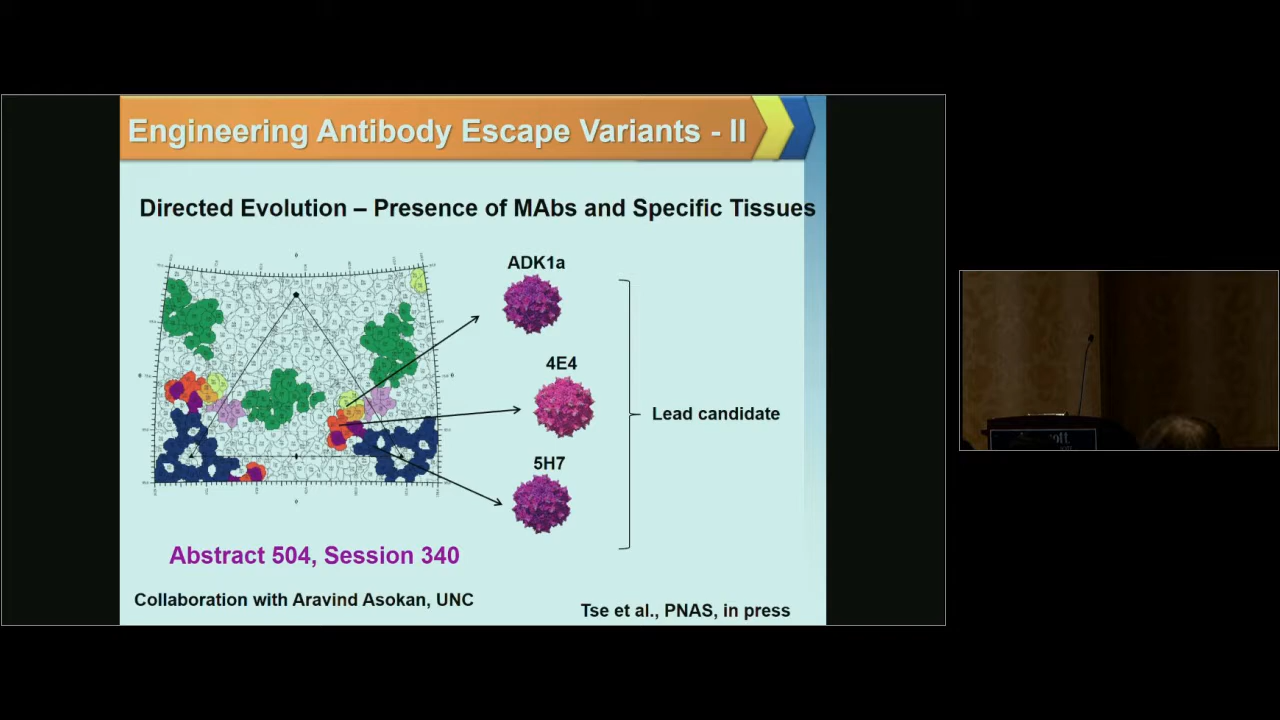 Engineering Antibody Escape Variants - II
Directed Evolution – Presence of MAbs and Specific Tissues
ADK1a
4E4
Lead candidate
5H7
Abstract 504, Session 340
Collaboration with Aravind Asokan, UNC
Tse et al., PNAS, in press